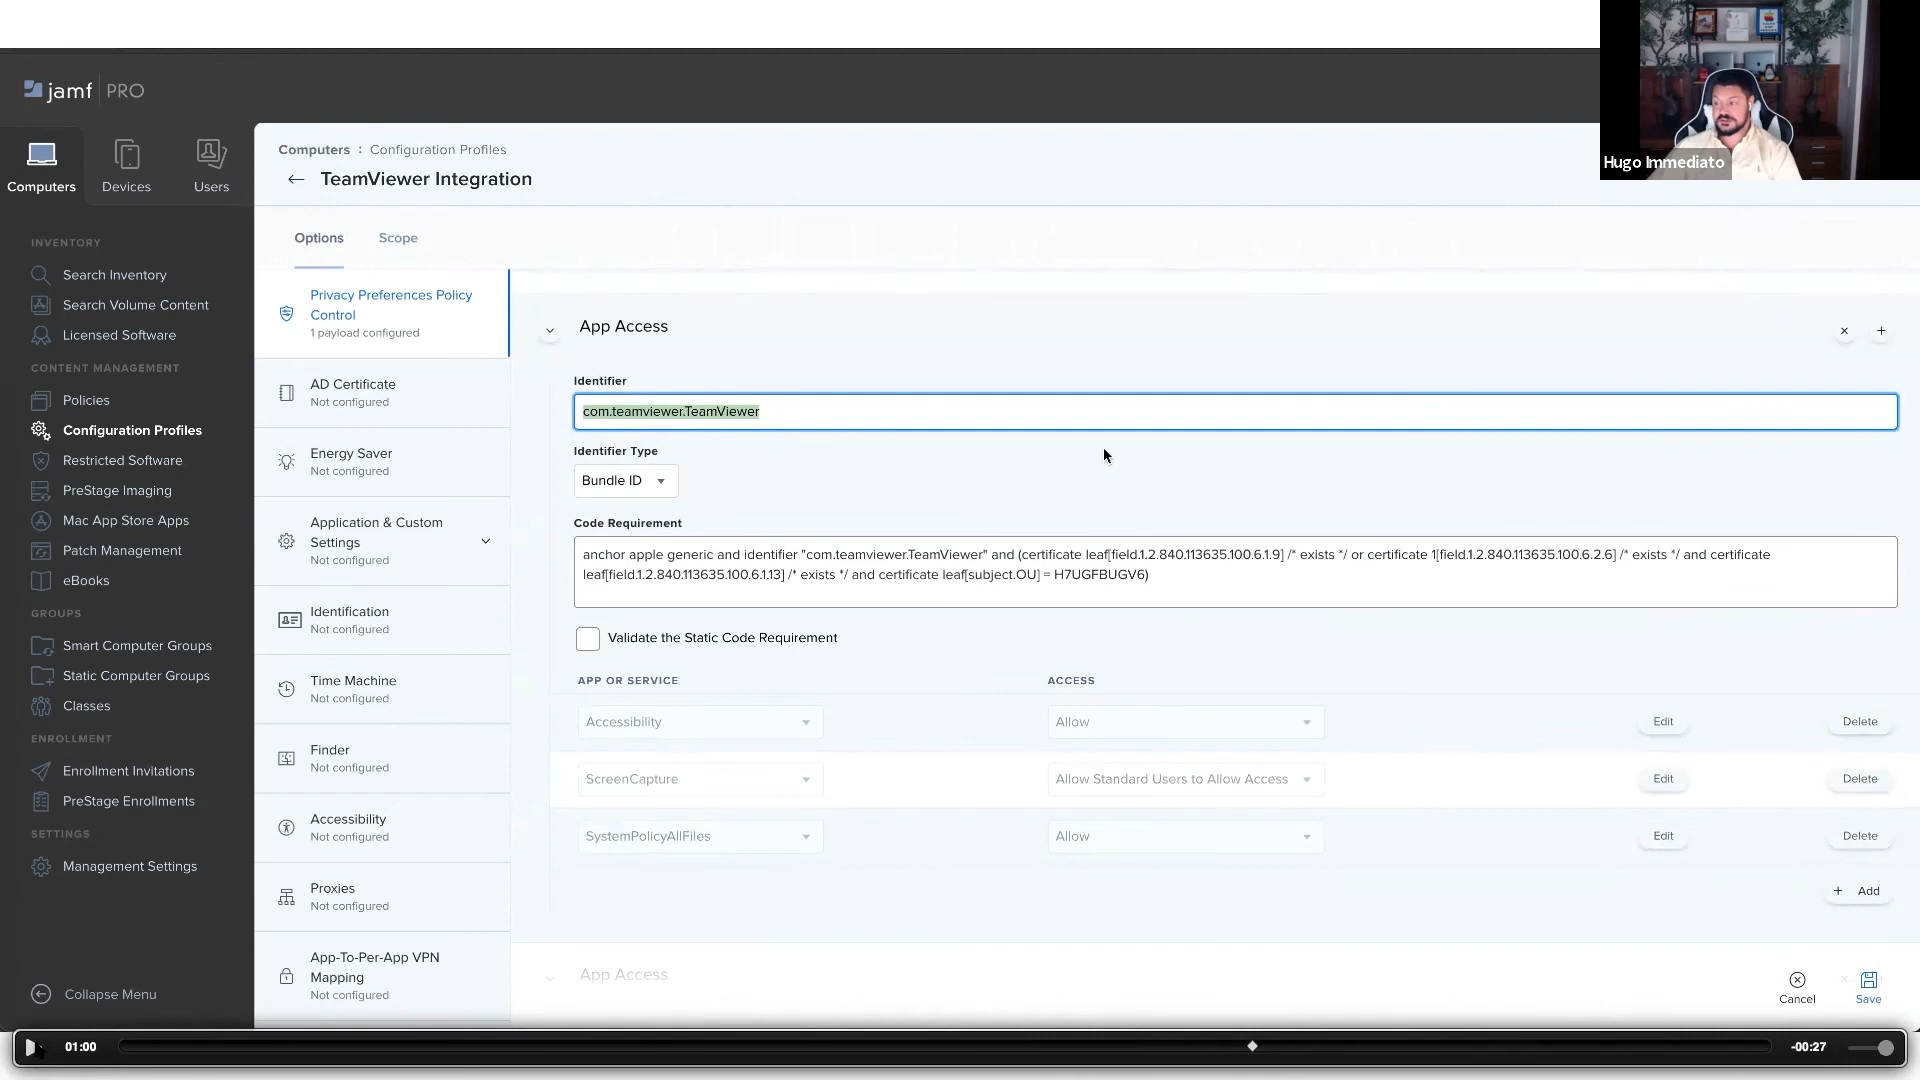 jamf PRO
Computers
Devices
Users
INVENTORY
Search Inventory
Search Volume Content
Licensed Software
CONTENT MANAGEMENT
Policies
Configuration Profiles
Restricted Software
PreStage Imaging
Mac App Store Apps
Patch Management
eBooks
GROUPS
Smart Computer Groups
Static Computer Groups
Classes
ENROLLMENT
Enrollment Invitations
PreStage Enrollments
SETTINGS
Management Settings
Collapse Menu
Computers : Configuration Profiles
← TeamViewer Integration
Options
Scope
Privacy Preferences Policy
Control
1 payload configured
AD Certificate
Not configured
Energy Saver
Not configured
Application & Custom
Settings
Not configured
Identification
Not configured
Time Machine
Not configured
Finder
Not configured
Accessibility
Not configured
Proxies
Not configured
App-To-Per-App VPN
Mapping
Not configured
App Access
Identifier
com.teamviewer.TeamViewer
Identifier Type
Bundle ID
Code Requirement
anchor apple generic and identifier "com.teamviewer.TeamViewer" and (certificate leaf[field.1.2.840.113635.100.6.1.9] /* exists */ or certificate 1[field.1.2.840.113635.100.6.2.6] /* exists */ and certificate
leaf[field.1.2.840.113635.100.6.1.13] /* exists */ and certificate leaf[subject.OU] = H7UGFBUGV6)
Validate the Static Code Requirement
APP OR SERVICE
ACCESS
Accessibility
Allow
Edit
Delete
ScreenCapture
Allow Standard Users to Allow Access
Edit
Delete
SystemPolicyAllFiles
Allow
Edit
Delete
+ Add
App Access
Cancel
Save
Hugo Immediato
01:00
-00:27